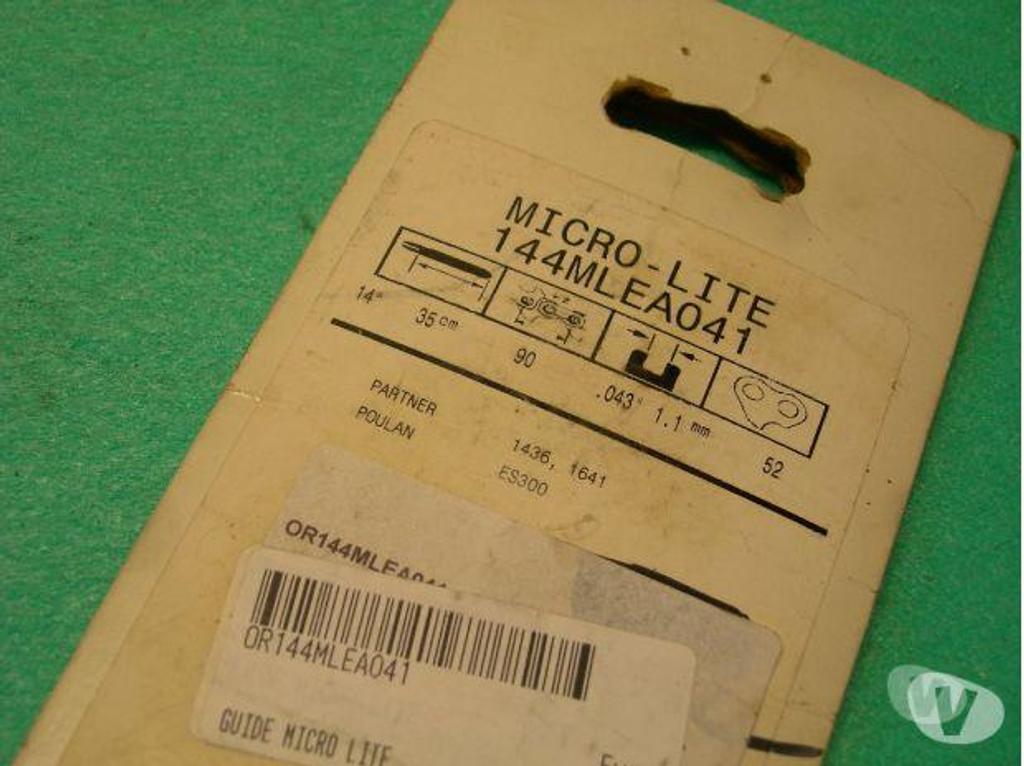 MICRO-LITE
144MLEA041
14" 35 cm 90 .043" 1.1 mm 52
PARTNER 1436, 1641
POULAN ES300
OR144MLEA041
OR144MLEA041
GUIDE MICRO LITE
W